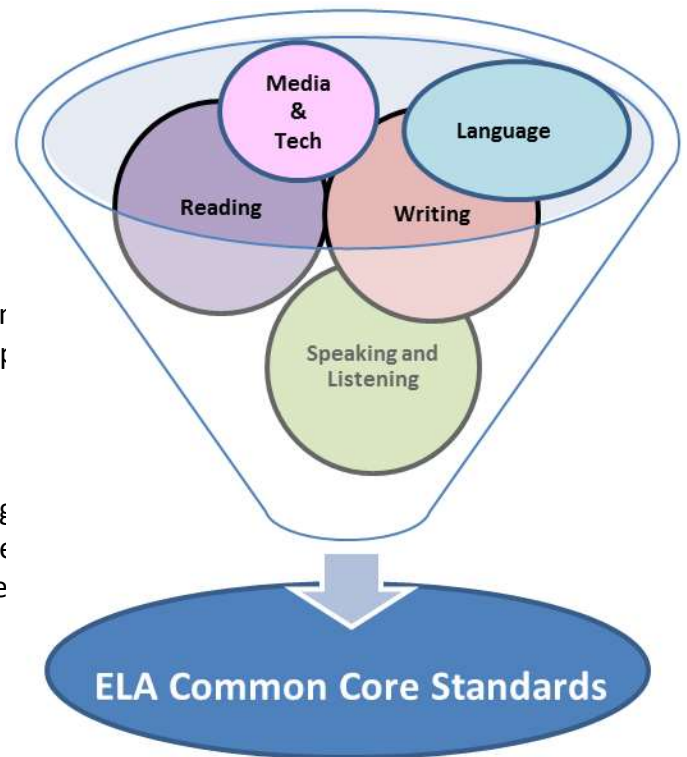 Media
&
Tech
Language
Reading
Writing
Speaking and
Listening
ELA Common Core Standards